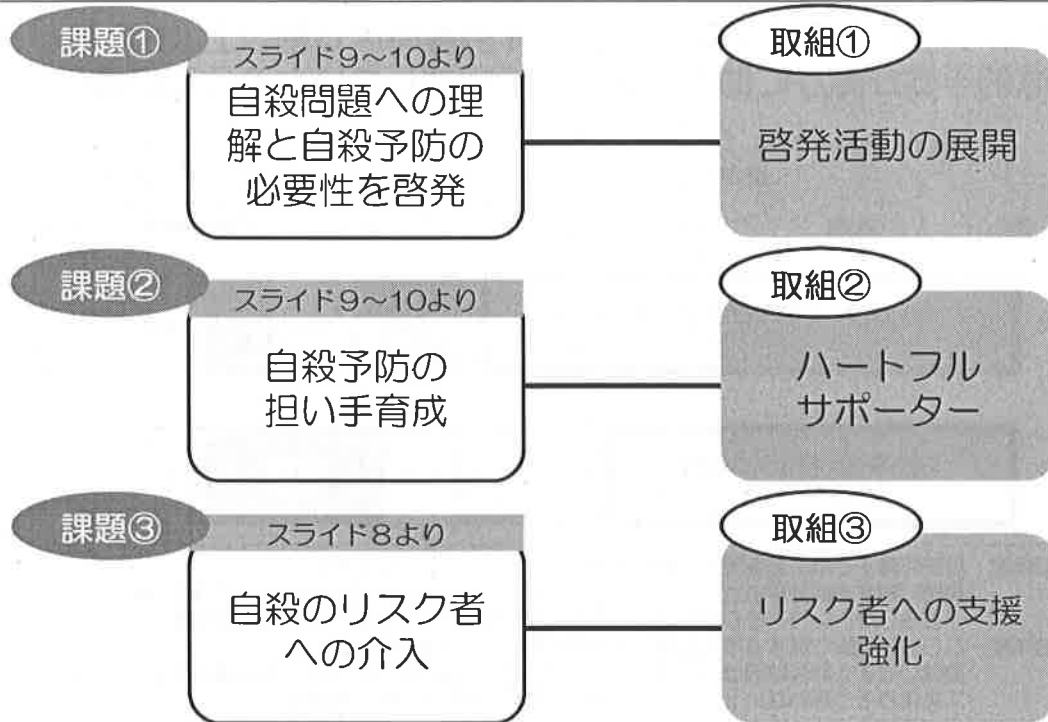 課題①
スライド9~10より
自殺問題への理
解と自殺予防の
必要性を啓発
取組①
啓発活動の展開
課題②
スライド9~10より
自殺予防の
担い手育成
取組②
ハートフル
サポーター
課題③
スライド8より
自殺のリスク者
への介入
取組③
リスク者への支援
強化